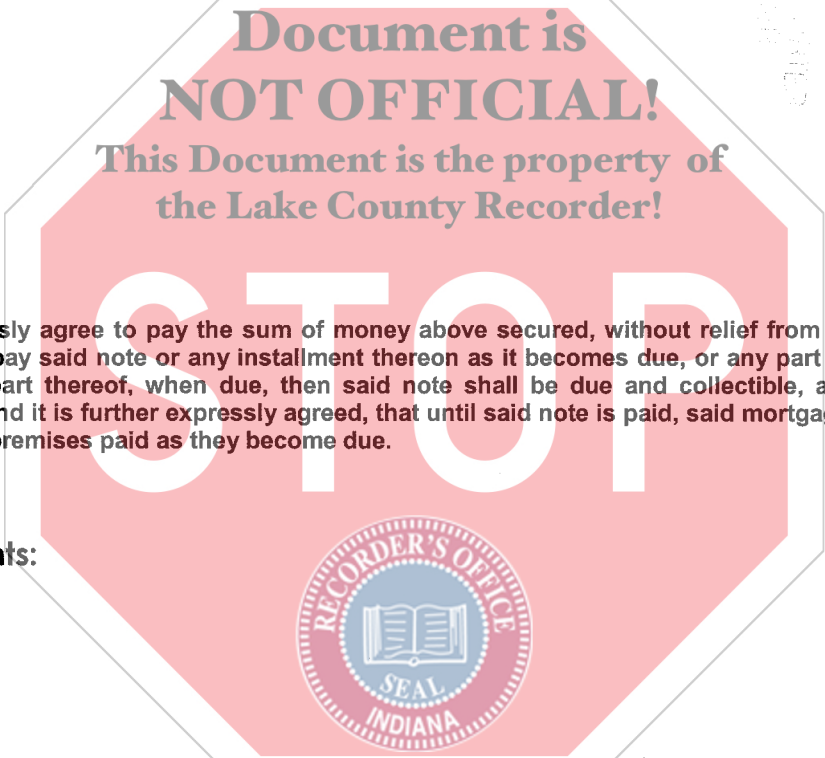 Document is
NOT OFFICIAL!
This Document is the property of
the Lake County Recorder!
STOP
sly agree to pay the sum of money above secured, without relief from
pay said note or any installment thereon as it becomes due, or any part
art thereof, when due, then said note shall be due and collectible, a
nd it is further expressly agreed, that until said note is paid, said mortga
remises paid as they become due.
ts:
RECORDER'S OFFICE
SEAL
INDIANA